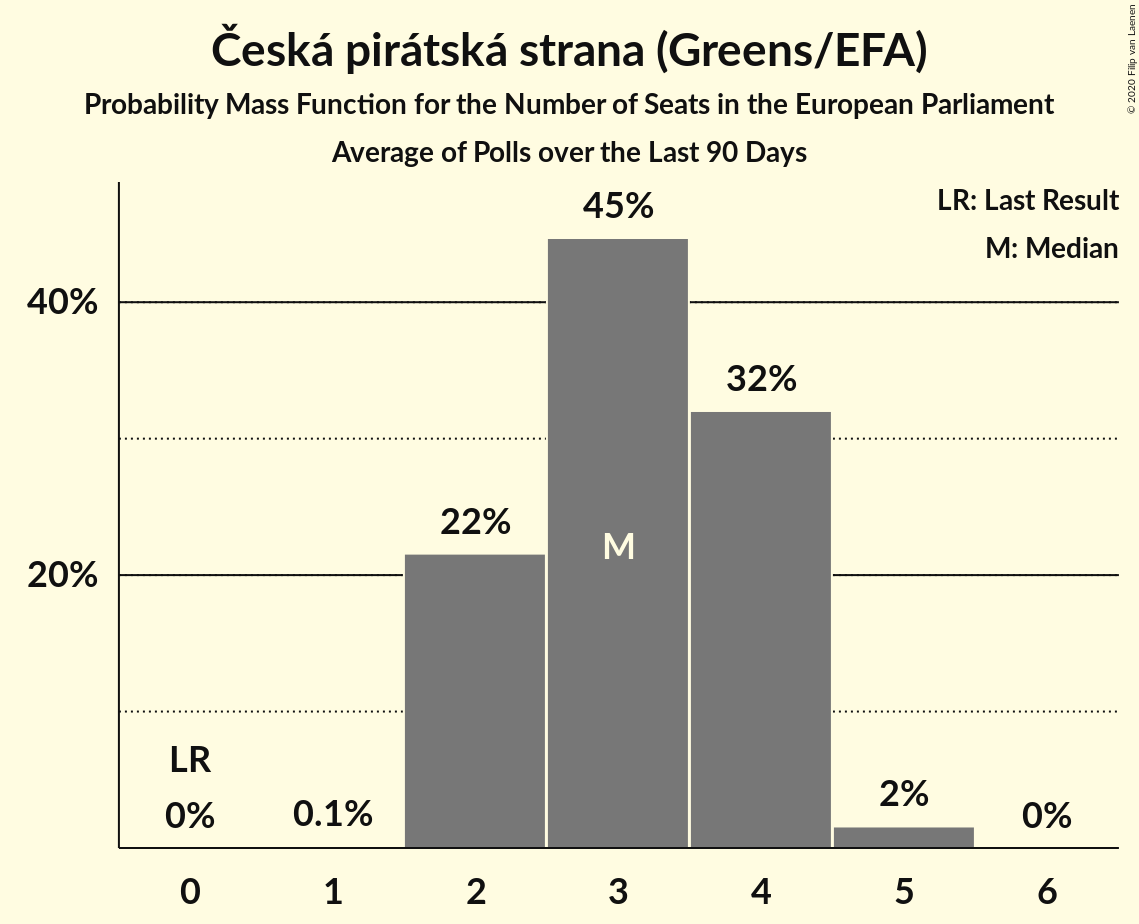 Česká pirátská strana (Greens/EFA)
Probability Mass Function for the Number of Seats in the European Parliament
Average of Polls over the Last 90 Days
© 2020 Filip van Laenen
LR: Last Result
M: Median
45%
40%
32%
22%
M
20%
LR
0%
0.1%
2%
0%
0 1 2 3 4 5 6